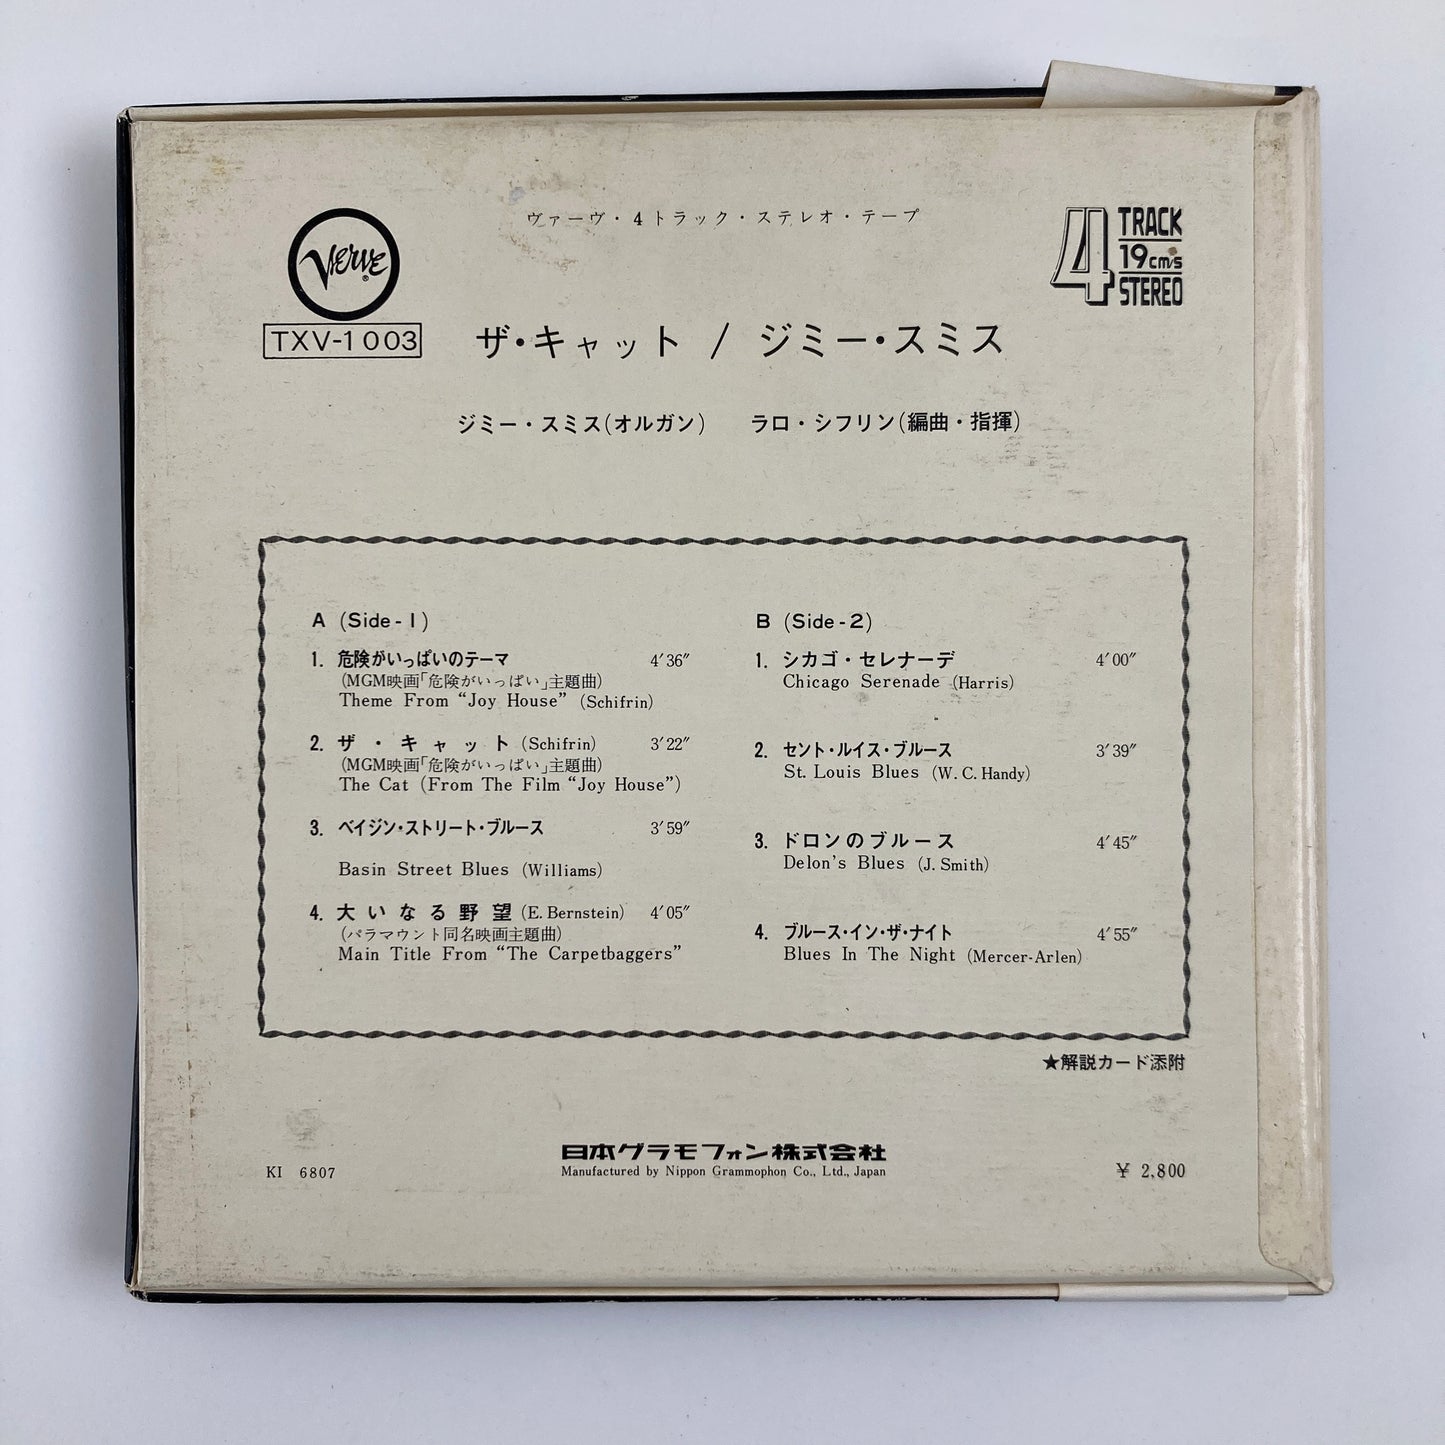 ヴァーヴ・4トラック・ステレオ・テープ
VERVE ®
TXV-1003
4 TRACK
19cm/s
STEREO
ザ・キャット / ジミー・スミス
ジミー・スミス(オルガン) ラロ・シフリン(編曲・指揮)
A (Side-1)
1. 危険がいっぱいのテーマ 4′36″
(MGM映画「危険がいっぱい」主題曲)
Theme From “Joy House” (Schifrin)
2. ザ・キャット (Schifrin) 3′22″
(MGM映画「危険がいっぱい」主題曲)
The Cat (From The Film “Joy House”)
3. ベイジン・ストリート・ブルース 3′59″
Basin Street Blues (Williams)
4. 大いなる野望 (E. Bernstein) 4′05″
(パラマウント同名映画主題曲)
Main Title From “The Carpetbaggers”
B (Side-2)
1. シカゴ・セレナーデ 4′00″
Chicago Serenade (Harris)
2. セント・ルイス・ブルース 3′39″
St. Louis Blues (W. C. Handy)
3. ドロンのブルース 4′45″
Delon's Blues (J. Smith)
4. ブルース・イン・ザ・ナイト 4′55″
Blues In The Night (Mercer-Arlen)
★解説カード添附
日本グラモフォン株式会社
KI 6807
Manufactured by Nippon Grammophon Co., Ltd., Japan
¥ 2,800